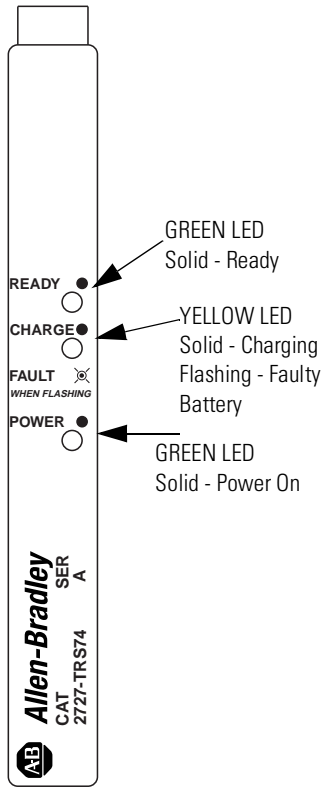 GREEN LED
Solid - Ready
READY
YELLOW LED
Solid - Charging
Flashing - Faulty
Battery
CHARGE
FAULT
WHEN FLASHING
POWER
GREEN LED
Solid - Power On
Allen-Bradley
CAT SER
2727-TRS74 A
AB